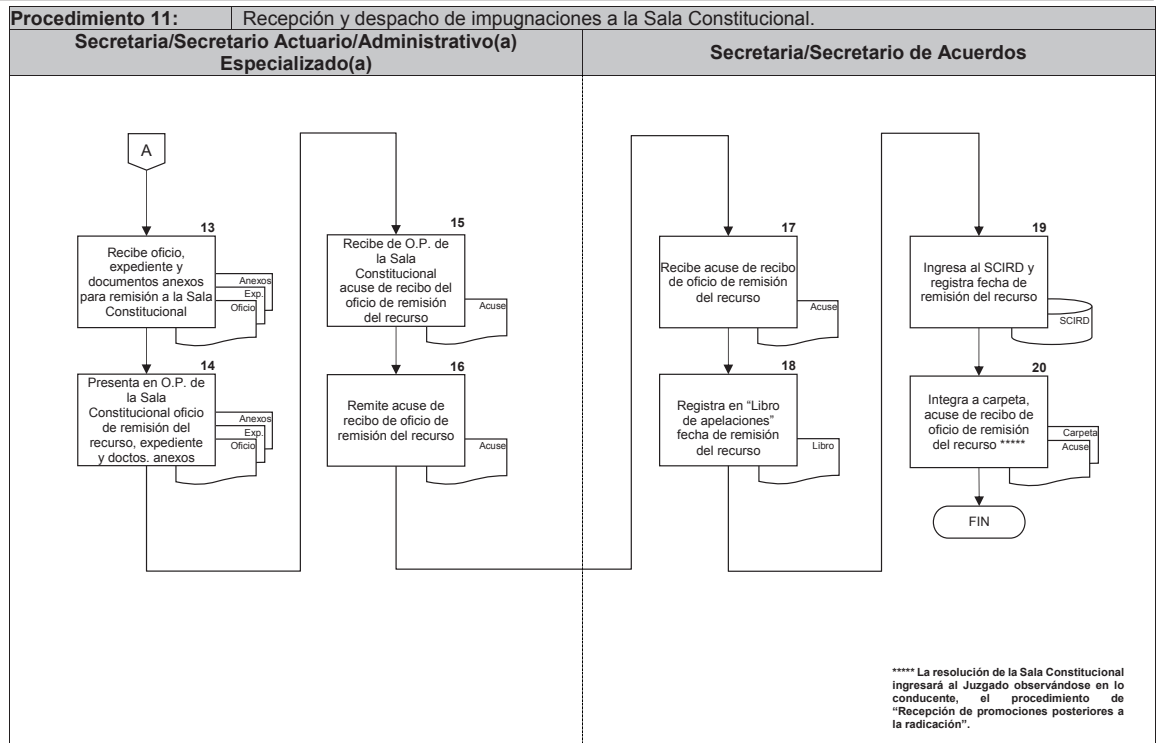 Procedimiento 11: Recepción y despacho de impugnaciones a la Sala Constitucional.
Secretaria/Secretario Actuario/Administrativo(a)
Especializado(a)
Secretaria/Secretario de Acuerdos
A
13
Recibe oficio,
expediente y
documentos anexos
para remisión a la Sala
Constitucional
Anexos
Exp.
Oficio
14
Presenta en O.P. de
la Sala
Constitucional oficio
de remisión del
recurso, expediente
y doctos. anexos
Anexos
Exp.
Oficio
15
Recibe de O.P. de
la Sala
Constitucional
acuse de recibo del
oficio de remisión
del recurso
Acuse
16
Remite acuse de
recibo de oficio de
remisión del recurso
Acuse
17
Recibe acuse de recibo
de oficio de remisión
del recurso
Acuse
18
Registra en “Libro
de apelaciones”
fecha de remisión
del recurso
Libro
19
Ingresa al SCIRD y
registra fecha de
remisión del recurso
SCIRD
20
Integra a carpeta,
acuse de recibo de
oficio de remisión
del recurso *****
Carpeta
Acuse
FIN
***** La resolución de la Sala Constitucional
ingresará al Juzgado observándose en lo
conducente, el procedimiento de
“Recepción de promociones posteriores a
la radicación”.